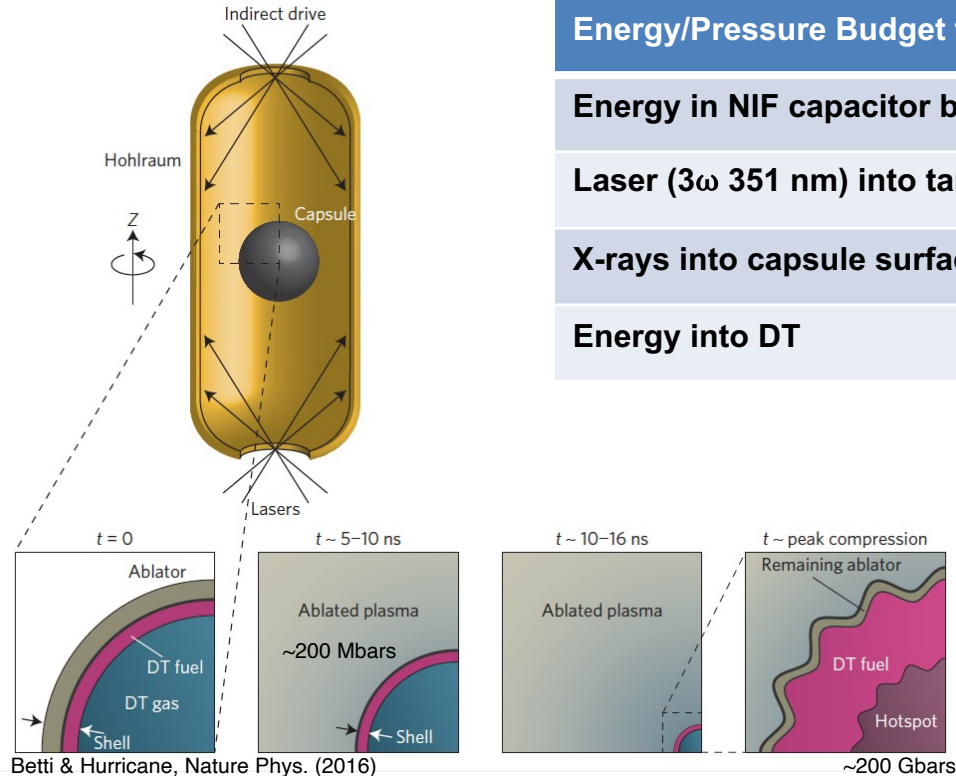 Indirect drive
Hohlraum
Z
Capsule
Lasers
Energy/Pressure Budget
Energy in NIF capacitor
Laser (3ω 351 nm) into
X-rays into capsule
Energy into DT
t = 0
Ablator
DT fuel
DT gas
Shell
t ~ 5–10 ns
Ablated plasma
~200 Mbars
Shell
t ~ 10–16 ns
Ablated plasma
t ~ peak compression
Remaining ablator
DT fuel
Hotspot
Betti & Hurricane, Nature Phys. (2016)
~200 Gbars